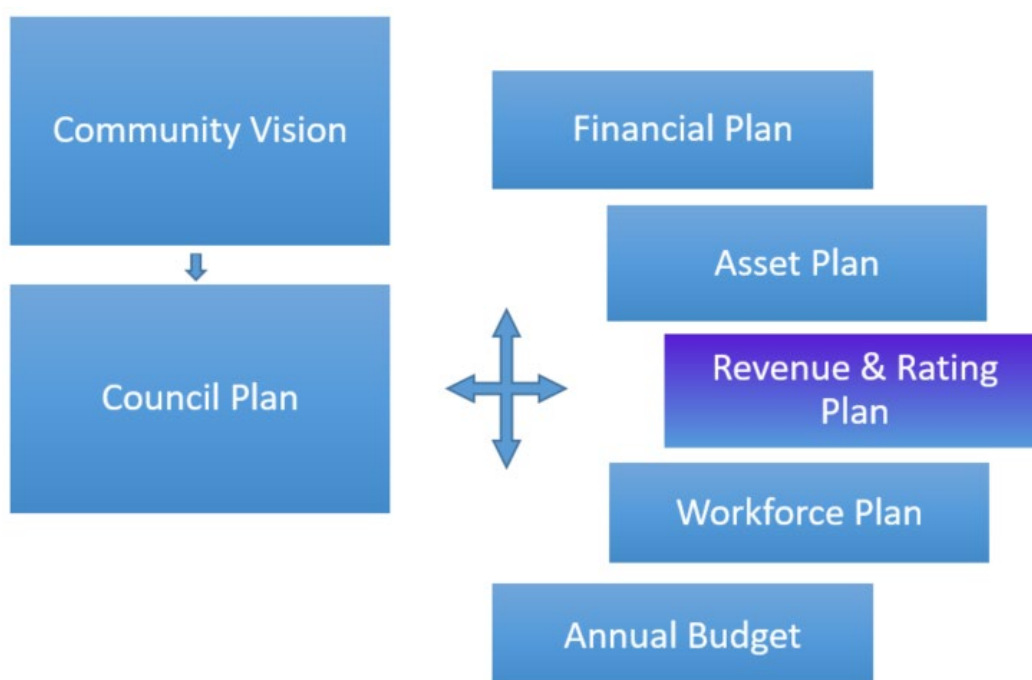 Community Vision
Council Plan
Financial Plan
Asset Plan
Revenue & Rating
Plan
Workforce Plan
Annual Budget